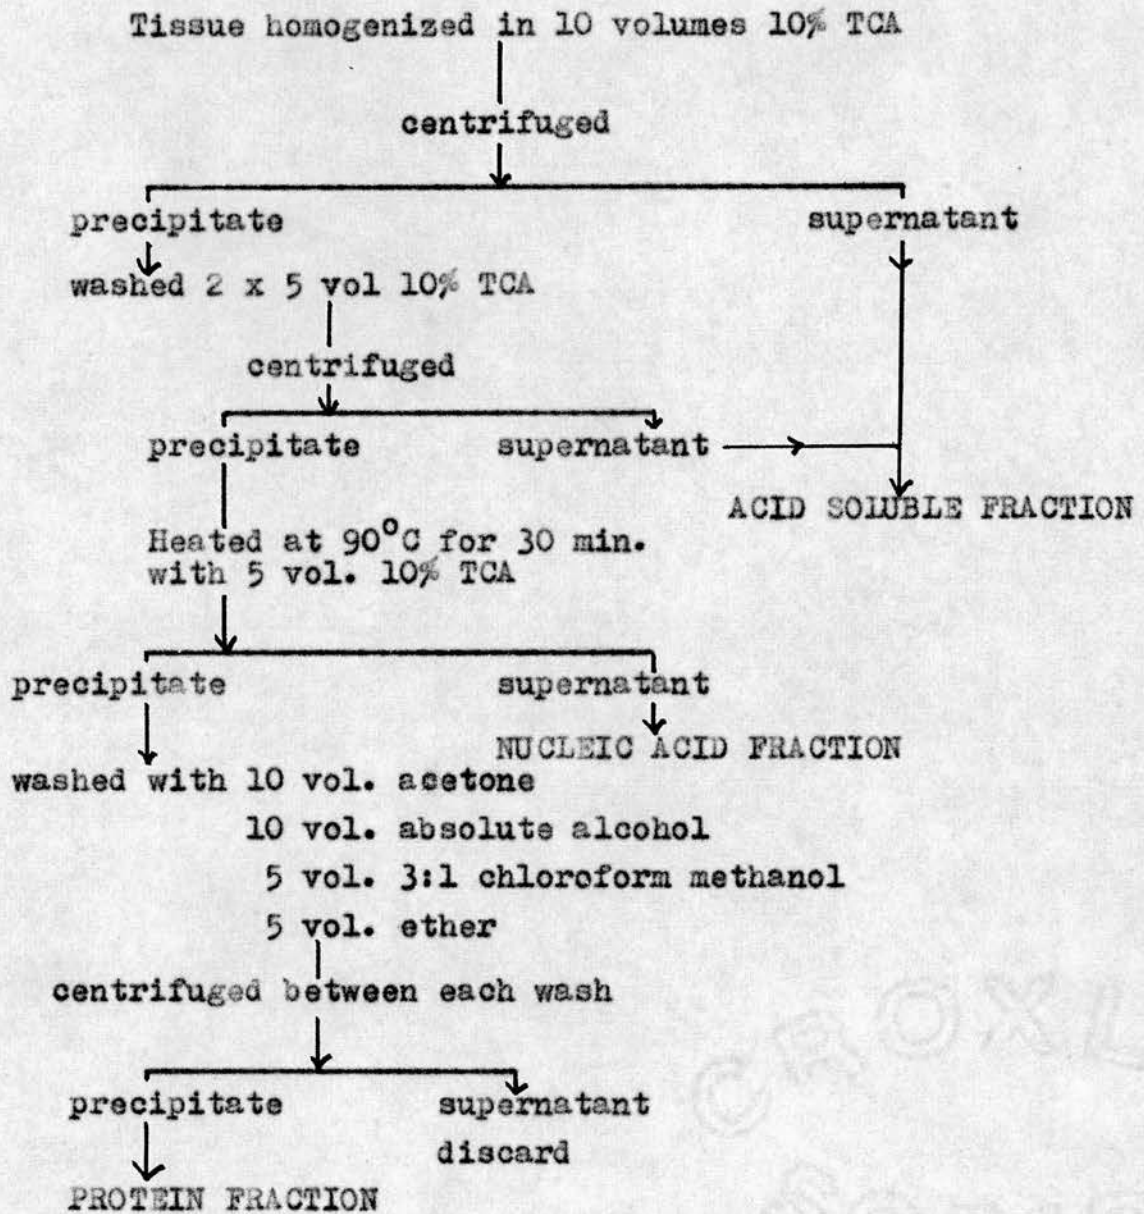 Tissue homogenized in 10 volumes 10% TCA
centrifuged
precipitate supernatant
washed 2 x 5 vol 10% TCA
centrifuged
precipitate supernatant
ACID SOLUBLE FRACTION
Heated at 90°C for 30 min.
with 5 vol. 10% TCA
precipitate supernatant
NUCLEIC ACID FRACTION
washed with 10 vol. acetone
10 vol. absolute alcohol
5 vol. 3:1 chloroform methanol
5 vol. ether
centrifuged between each wash
precipitate supernatant
discard
PROTEIN FRACTION
CROXL